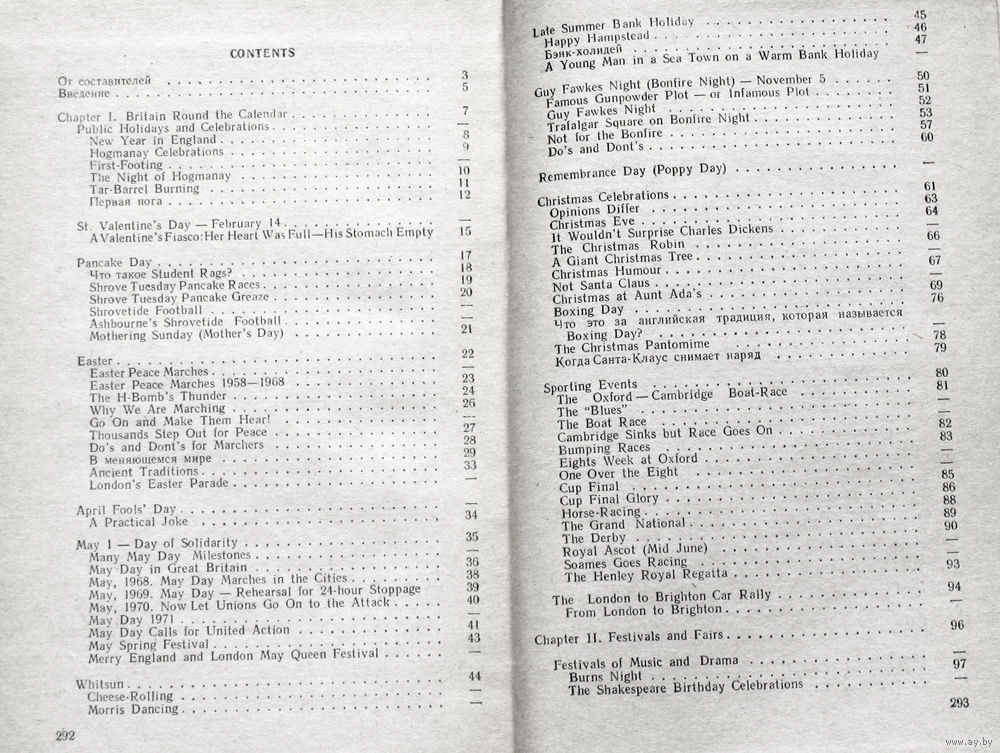 CONTENTS
От составителей . . . 3
Введение . . . 5
Chapter I. Britain Round the Calendar . . . 7
Public Holidays and Celebrations . . . —
New Year in England . . . 8
Hogmanay Celebrations . . . 9
First-Footing . . . —
The Night of Hogmanay . . . 10
Tar-Barrel Burning . . . 11
Первая нога . . . 12
St. Valentine's Day — February 14 . . . —
A Valentine's Fiasco: Her Heart Was Full—His Stomach Empty 15
Pancake Day . . . 17
Что такое Student Rags? . . . 18
Shrove Tuesday Pancake Races . . . 19
Shrove Tuesday Pancake Greaze . . . 20
Shrovetide Football . . . —
Ashbourne's Shrovetide Football . . . —
Mothering Sunday (Mother's Day) . . . 21
Easter . . . 22
Easter Peace Marches . . . —
Easter Peace Marches 1958—1968 . . . 23
The H-Bomb's Thunder . . . 24
Why We Are Marching . . . 26
Go On and Make Them Hear! . . . —
Thousands Step Out for Peace . . . 27
Do's and Dont's for Marchers . . . 28
В меняющемся мире . . . 29
Ancient Traditions . . . 33
London's Easter Parade . . . —
April Fools' Day . . . —
A Practical Joke . . . 34
May 1 — Day of Solidarity . . . 35
Many May Day Milestones . . . —
May Day in Great Britain . . . 36
May, 1968. May Day Marches in the Cities . . . 38
May, 1969. May Day — Rehearsal for 24-hour Stoppage 39
May, 1970. Now Let Unions Go On to the Attack . . . 40
May Day 1971 . . . —
May Day Calls for United Action . . . 41
May Spring Festival . . . 43
Merry England and London May Queen Festival . . . —
Whitsun . . . 44
Cheese-Rolling . . . —
Morris Dancing . . . —
292
Late Summer Bank Holiday . . . 45
Happy Hampstead . . . 46
Бэнк-холидей . . . 47
A Young Man in a Sea Town on a Warm Bank Holiday —
Guy Fawkes Night (Bonfire Night) — November 5 . . . 50
Famous Gunpowder Plot — or Infamous Plot . . . 51
Guy Fawkes Night . . . 52
Trafalgar Square on Bonfire Night . . . 53
Not for the Bonfire . . . 57
Do's and Dont's . . . 60
Remembrance Day (Poppy Day) . . . —
Christmas Celebrations . . . 61
Opinions Differ . . . 63
Christmas Eve . . . 64
It Wouldn't Surprise Charles Dickens . . . —
The Christmas Robin . . . 66
A Giant Christmas Tree . . . —
Christmas Humour . . . 67
Not Santa Claus . . . —
Christmas at Aunt Ada's . . . 69
Boxing Day . . . 76
Что это за английская традиция, которая называется
Boxing Day? . . . —
The Christmas Pantomime . . . 78
Когда Санта-Клаус снимает наряд . . . 79
Sporting Events . . . 80
The Oxford — Cambridge Boat-Race . . . 81
The "Blues" . . . —
The Boat Race . . . —
Cambridge Sinks but Race Goes On . . . 82
Bumping Races . . . 83
Eights Week at Oxford . . . —
One Over the Eight . . . —
Cup Final . . . 85
Cup Final Glory . . . 86
Horse-Racing . . . 88
The Grand National . . . 89
The Derby . . . 90
Royal Ascot (Mid June) . . . —
Soames Goes Racing . . . —
The Henley Royal Regatta . . . 93
The London to Brighton Car Rally . . . 94
From London to Brighton . . . —
Chapter II. Festivals and Fairs . . . 96
Festivals of Music and Drama . . . —
Burns Night . . . 97
The Shakespeare Birthday Celebrations . . . —
293
www.ay.by